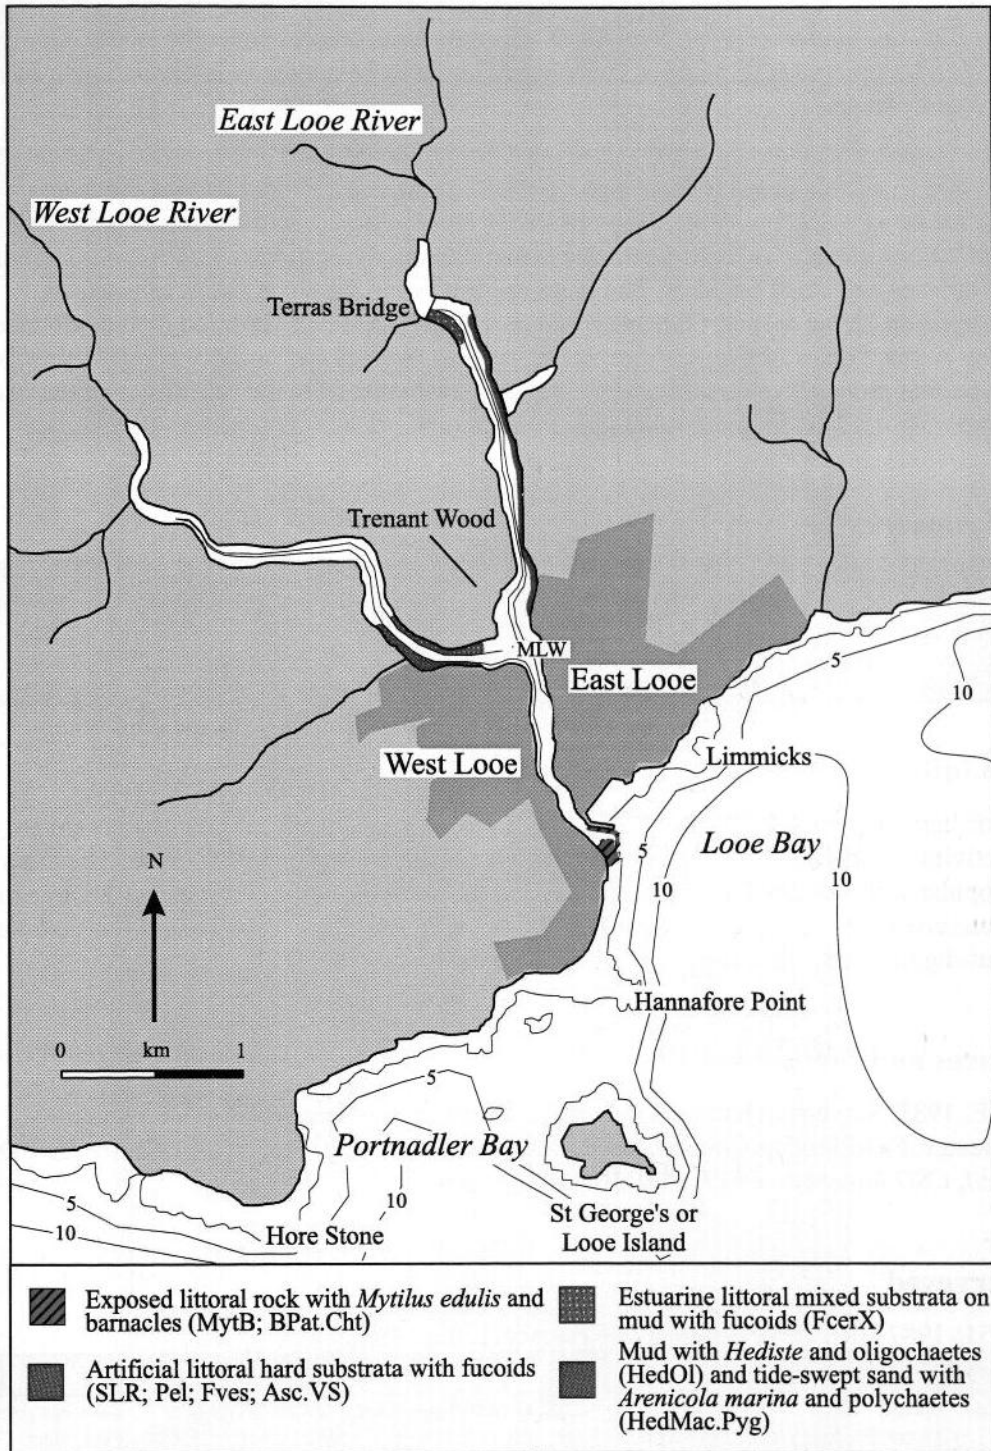 East Looe River
West Looe River
Terras Bridge
Trenant Wood
MLW
East Looe
5
10
West Looe
Limmicks
Looe Bay
5
10
10
N
Hannafore Point
0 km 1
5
Portnadler Bay
10
5
10
Hore Stone
St George's or
Looe Island
Exposed littoral rock with Mytilus edulis and
barnacles (MytB; BPat.Cht)
Artificial littoral hard substrata with fucoids
(SLR; Pel; Fves; Asc.VS)
Estuarine littoral mixed substrata on
mud with fucoids (FcerX)
Mud with Hediste and oligochaetes
(HedOl) and tide-swept sand with
Arenicola marina and polychaetes
(HedMac.Pyg)